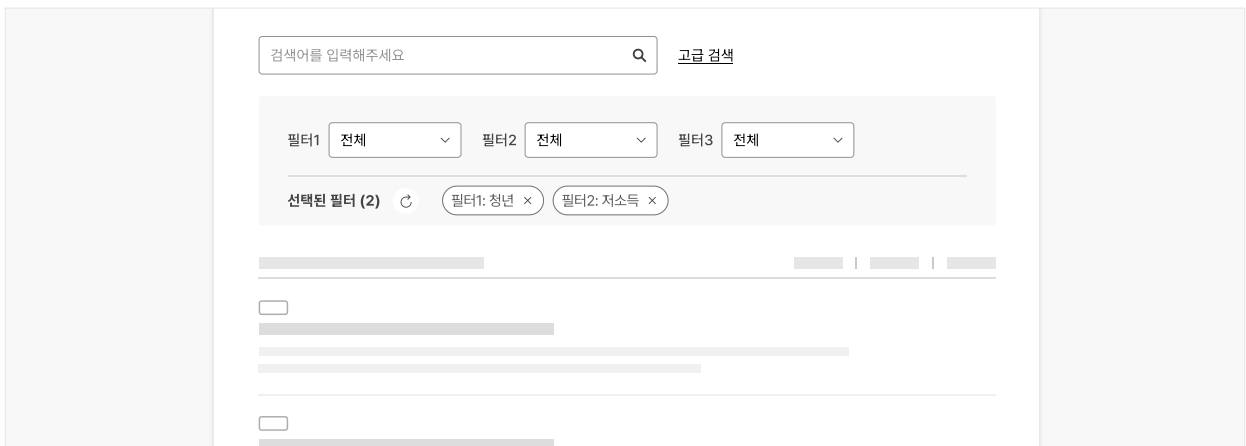 검색어를 입력해주세요 고급 검색
필터1 전체 필터2 전체 필터3 전체
선택된 필터 (2) 필터1: 청년 × 필터2: 저소득 ×